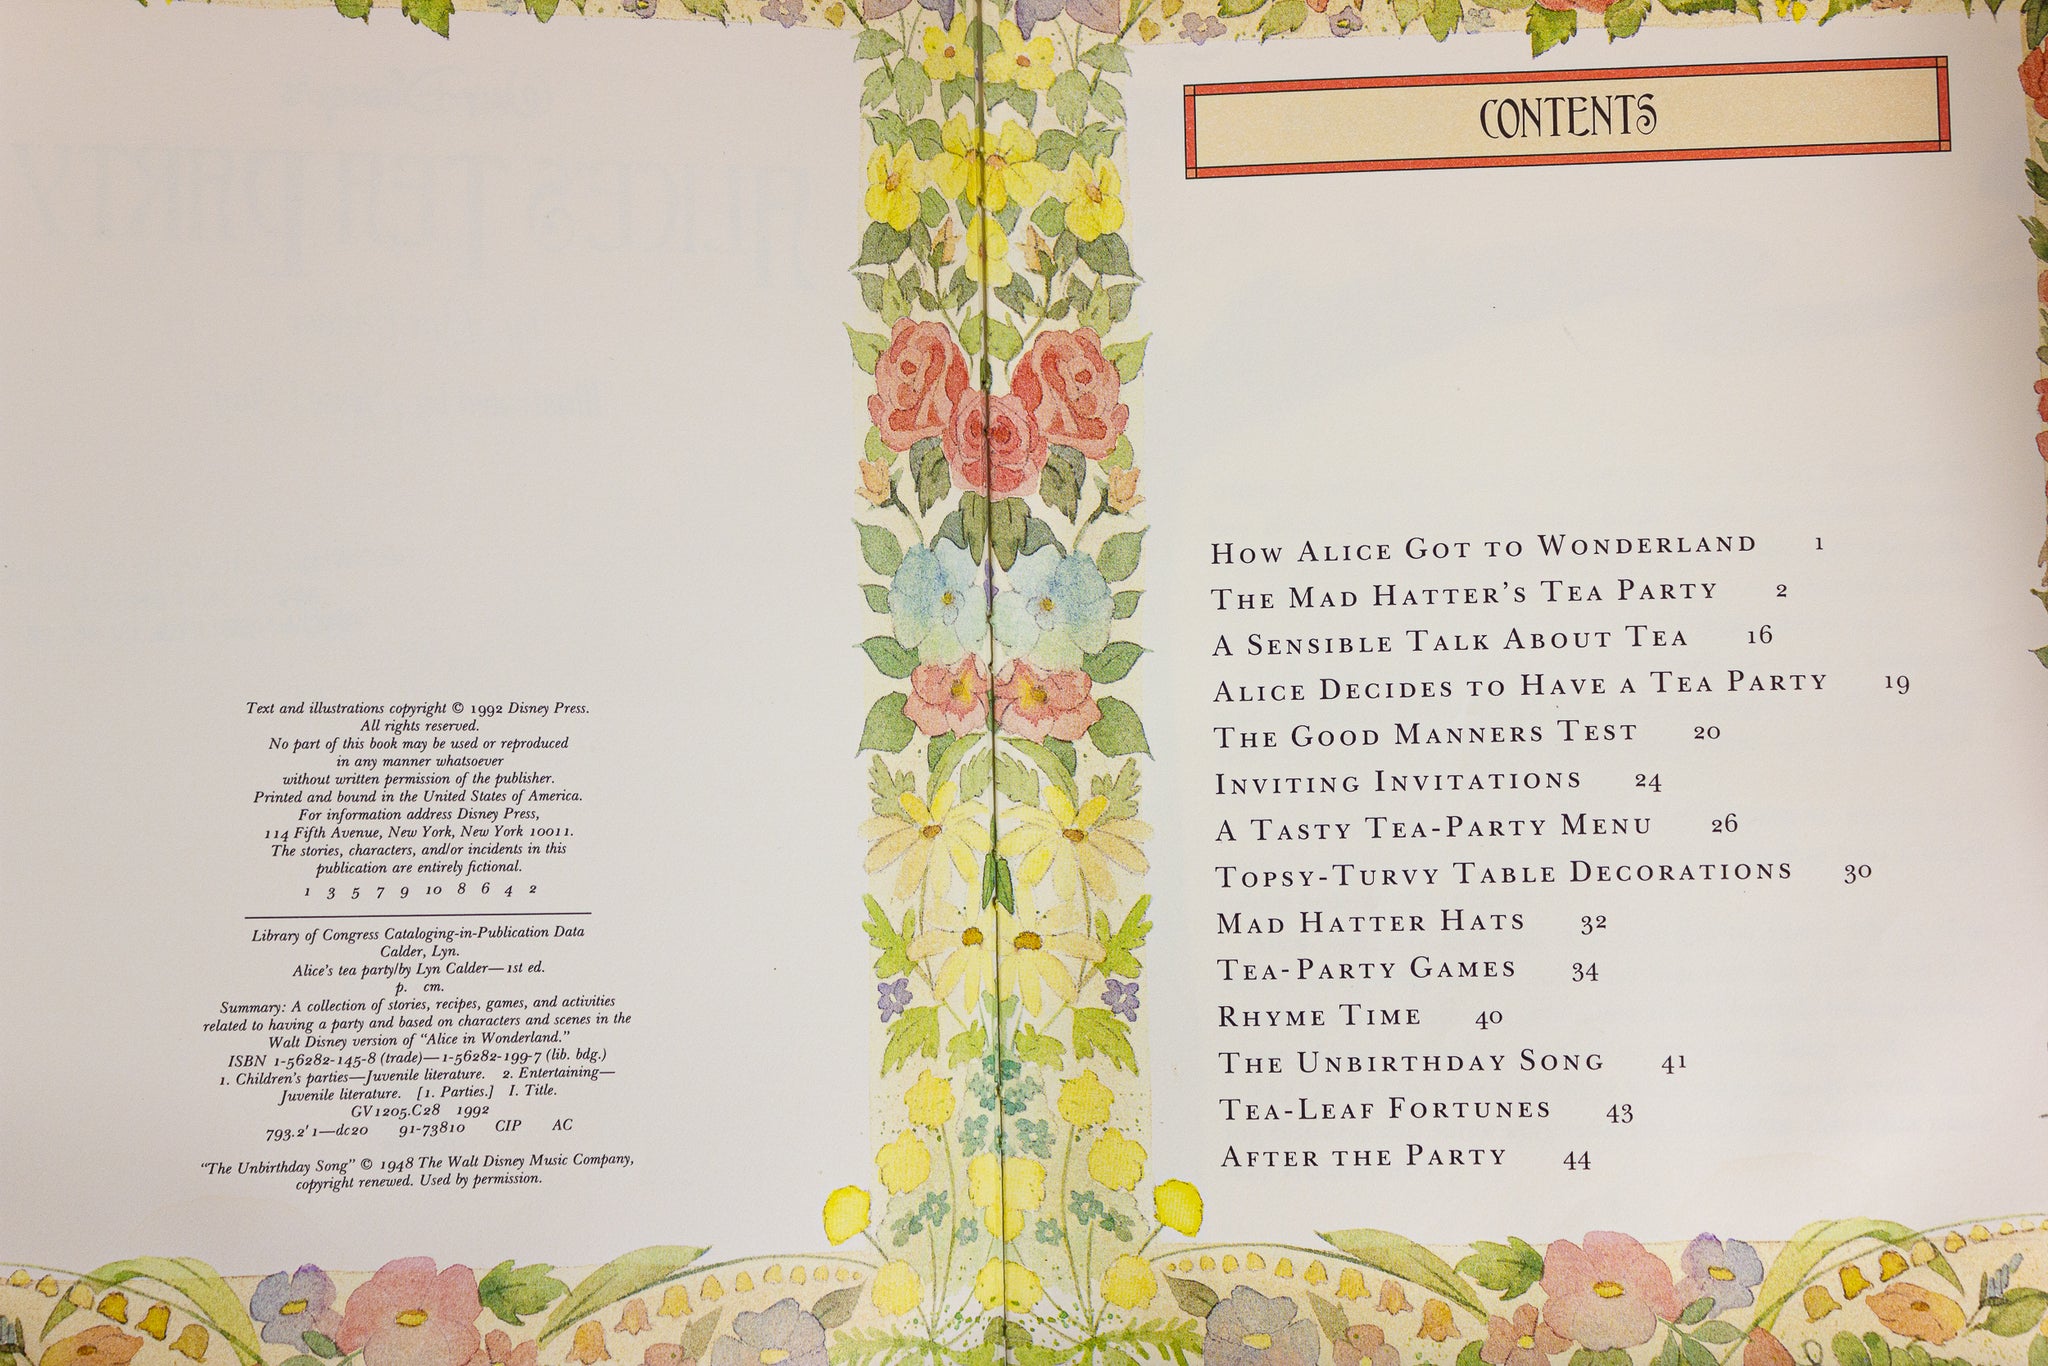 Text and illustrations copyright © 1992 Disney Press.
All rights reserved.
No part of this book may be used or reproduced
in any manner whatsoever
without written permission of the publisher.
Printed and bound in the United States of America.
For information address Disney Press,
114 Fifth Avenue, New York, New York 10011.
The stories, characters, and/or incidents in this
publication are entirely fictional.
1 3 5 7 9 10 8 6 4 2
Library of Congress Cataloging-in-Publication Data
Calder, Lyn.
Alice's tea party/by Lyn Calder—1st ed.
p. cm.
Summary: A collection of stories, recipes, games, and activities
related to having a party and based on characters and scenes in the
Walt Disney version of "Alice in Wonderland."
ISBN 1-56282-145-8 (trade)—1-56282-199-7 (lib. bdg.)
1. Children's parties—Juvenile literature. 2. Entertaining—
Juvenile literature. [1. Parties.] I. Title.
GV1205.C28 1992
793.2'1—dc20 91-73810 CIP AC
"The Unbirthday Song" © 1948 The Walt Disney Music Company,
copyright renewed. Used by permission.
CONTENTS
HOW ALICE GOT TO WONDERLAND 1
THE MAD HATTER'S TEA PARTY 2
A SENSIBLE TALK ABOUT TEA 16
ALICE DECIDES TO HAVE A TEA PARTY 19
THE GOOD MANNERS TEST 20
INVITING INVITATIONS 24
A TASTY TEA-PARTY MENU 26
TOPSY-TURVY TABLE DECORATIONS 30
MAD HATTER HATS 32
TEA-PARTY GAMES 34
RHYME TIME 40
THE UNBIRTHDAY SONG 41
TEA-LEAF FORTUNES 43
AFTER THE PARTY 44